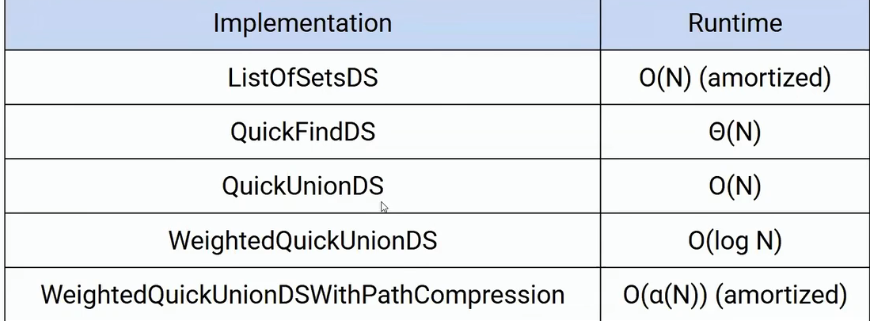 Implementation Runtime
ListOfSetsDS O(N) (amortized)
QuickFindDS Θ(N)
QuickUnionDS O(N)
WeightedQuickUnionDS O(log N)
WeightedQuickUnionDSWithPathCompression O(α(N)) (amortized)